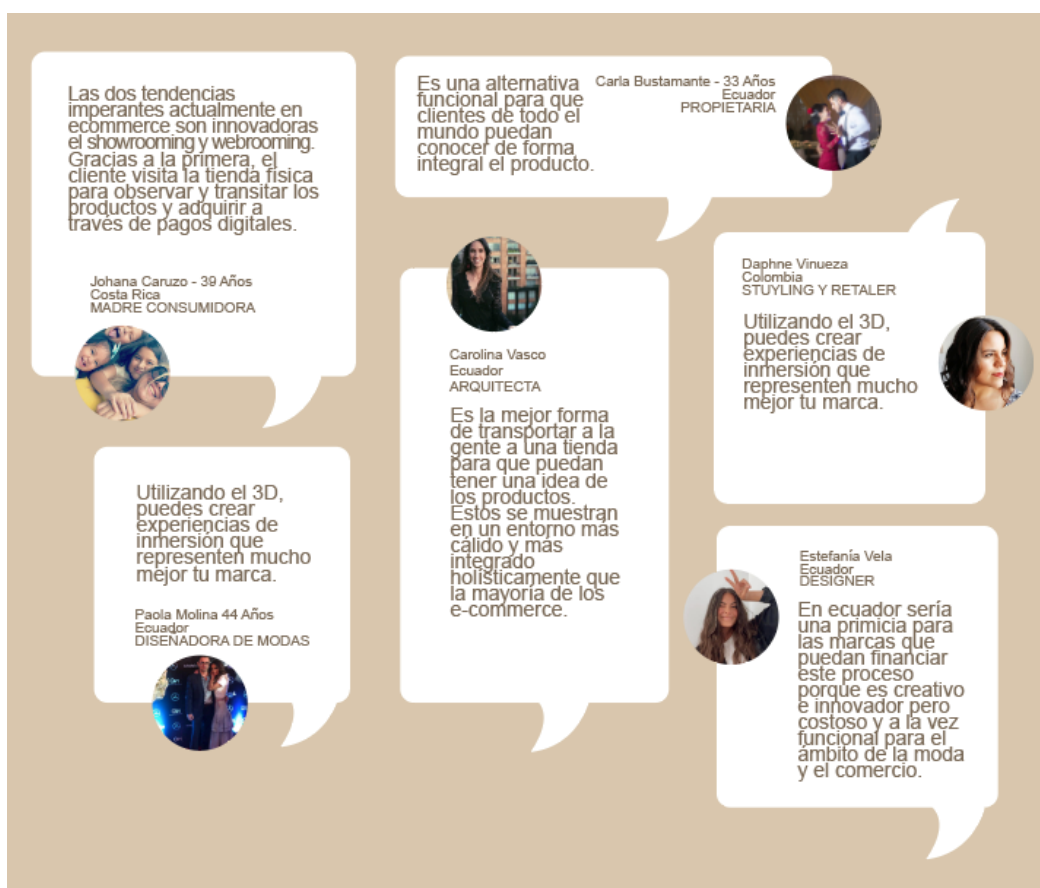 Las dos tendencias
imperantes actualmente en
ecommerce son innovadoras
el showrooming y webrooming.
Gracias a la primera, el
cliente visita la tienda física
para observar y transitar los
productos y adquirir a
través de pagos digitales.
Johana Caruzo - 39 Años
Costa Rica
MADRE CONSUMIDORA
Es una alternativa
funcional para que
clientes de todo el
mundo puedan
conocer de forma
integral el producto.
Carla Bustamante - 33 Años
Ecuador
PROPIETARIA
Carolina Vasco
Ecuador
ARQUITECTA
Es la mejor forma
de transportar a la
gente a una tienda
para que puedan
tener una idea de
los productos.
Estos se muestran
en un entorno más
cálido y más
integrado
holísticamente que
la mayoría de los
e-commerce.
Daphne Vinueza
Colombia
STUYLING Y RETALER
Utilizando el 3D,
puedes crear
experiencias de
inmersión que
representen mucho
mejor tu marca.
Utilizando el 3D,
puedes crear
experiencias de
inmersión que
representen mucho
mejor tu marca.
Paola Molina 44 Años
Ecuador
DISEÑADORA DE MODAS
Estefanía Vela
Ecuador
DESIGNER
En ecuador sería
una primicia para
las marcas que
puedan financiar
este proceso
porque es creativo
e innovador pero
costoso y a la vez
funcional para el
ámbito de la moda
y el comercio.